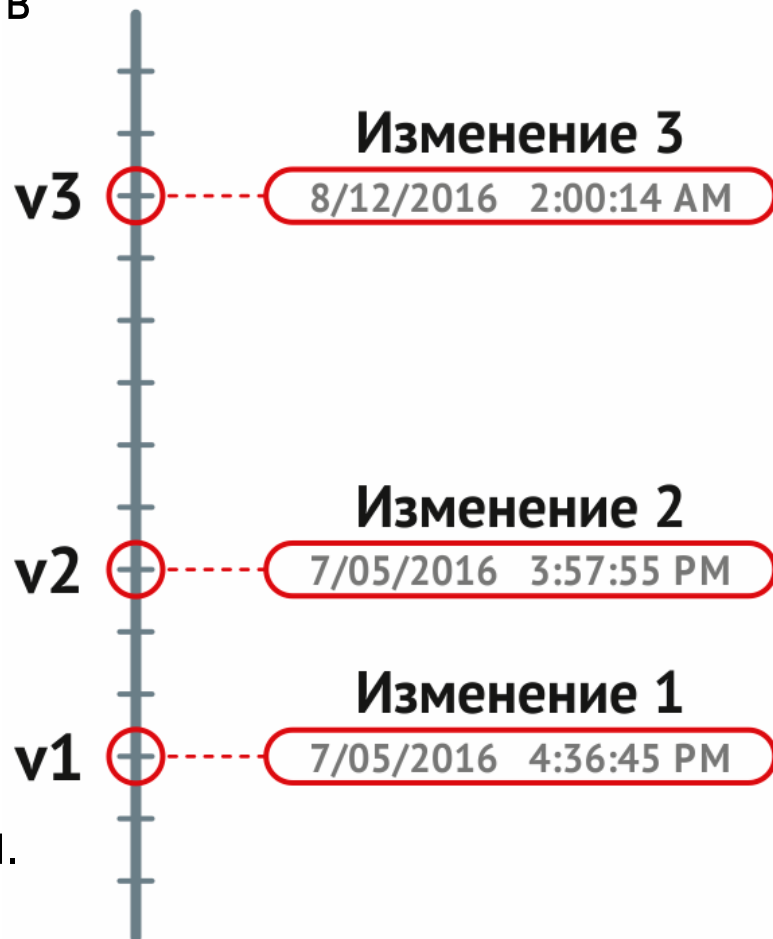 в
Изменение 3
v3 8/12/2016 2:00:14 AM
Изменение 2
v2 7/05/2016 3:57:55 PM
Изменение 1
v1 7/05/2016 4:36:45 PM